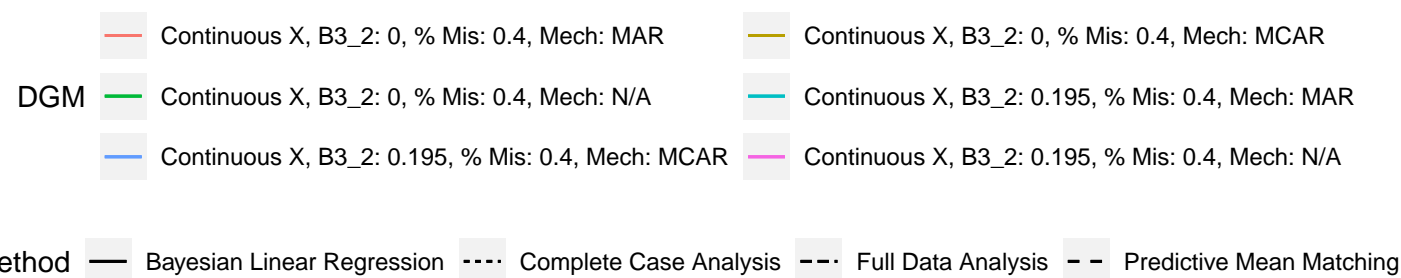 Continuous X, B3_2: 0, % Mis: 0.4, Mech: MAR Continuous X, B3_2: 0, % Mis: 0.4, Mech: MCAR
DGM Continuous X, B3_2: 0, % Mis: 0.4, Mech: N/A Continuous X, B3_2: 0.195, % Mis: 0.4, Mech: MAR
Continuous X, B3_2: 0.195, % Mis: 0.4, Mech: MCAR Continuous X, B3_2: 0.195, % Mis: 0.4, Mech: N/A
ethod Bayesian Linear Regression Complete Case Analysis Full Data Analysis Predictive Mean Matching